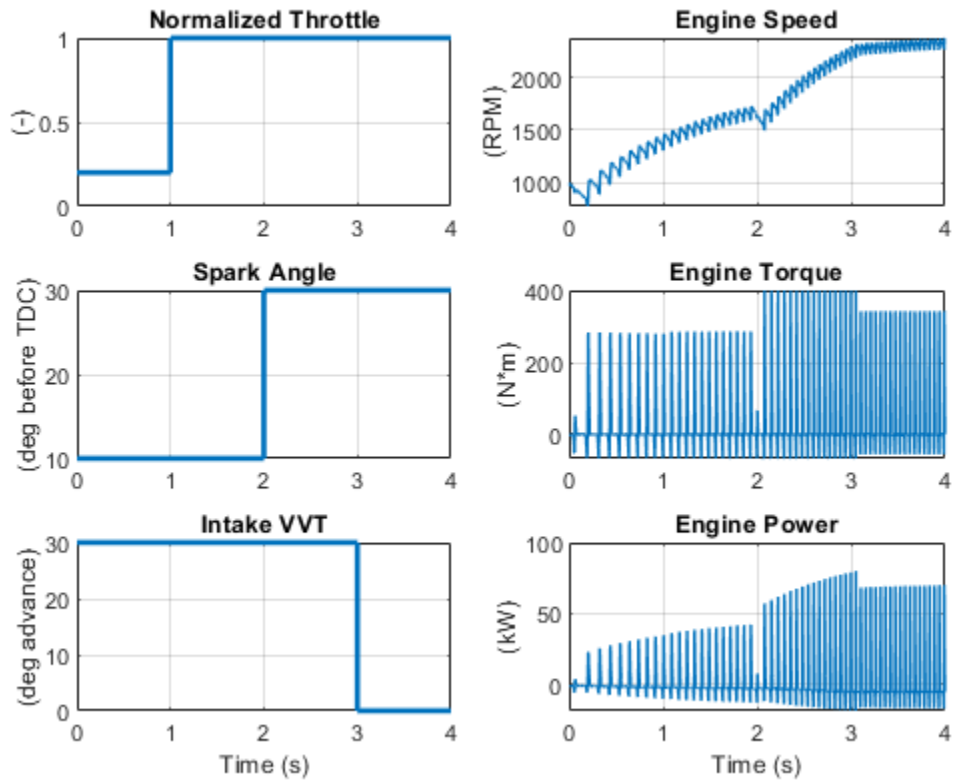 Normalized Throttle
(-)
1
0.5
0
0 1 2 3 4
Engine Speed
(RPM)
2000
1500
1000
0 1 2 3 4
Spark Angle
(deg before TDC)
30
20
10
0 1 2 3 4
Engine Torque
(N*m)
400
200
0
0 1 2 3 4
Intake VVT
(deg advance)
30
20
10
0
0 1 2 3 4
Time (s)
Engine Power
(kW)
100
50
0
0 1 2 3 4
Time (s)